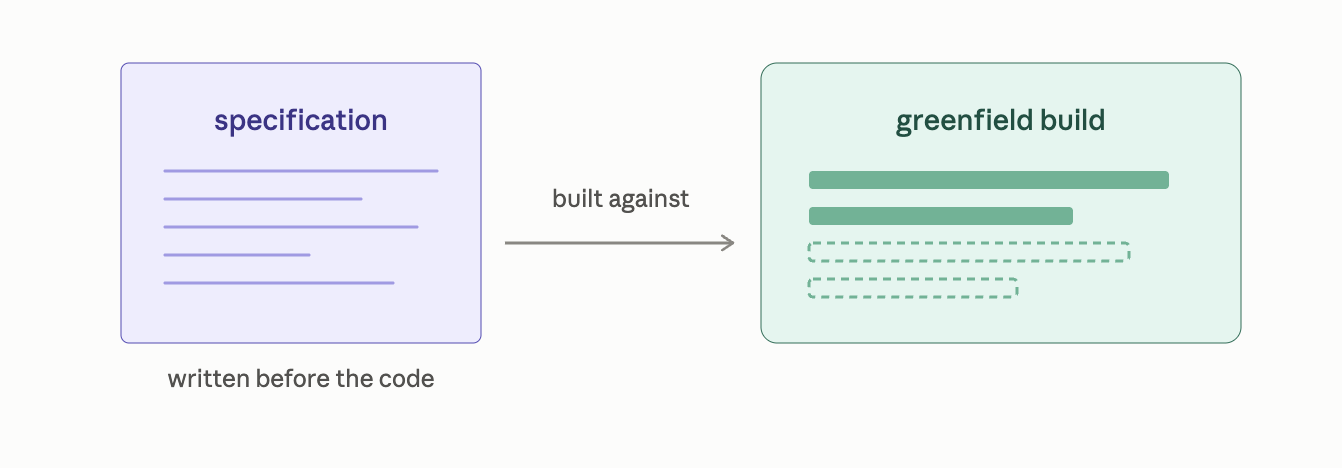 specification
greenfield build
built against
written before the code